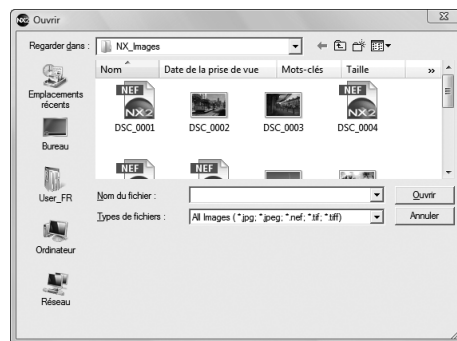 Ouvrir
Regarder dans :
NX_Images
Nom
Date de la prise de vue
Mots-clés
Taille
»
Emplacements
récents
Bureau
User_FR
Ordinateur
Réseau
NEF
NX2
DSC_0001
DSC_0002
DSC_0003
NEF
NX2
DSC_0004
NEF
NEF
Nom du fichier :
Ouvrir
Types de fichiers :
All Images (*.jpg; *.jpeg; *.nef; *.tif; *.tiff)
Annuler